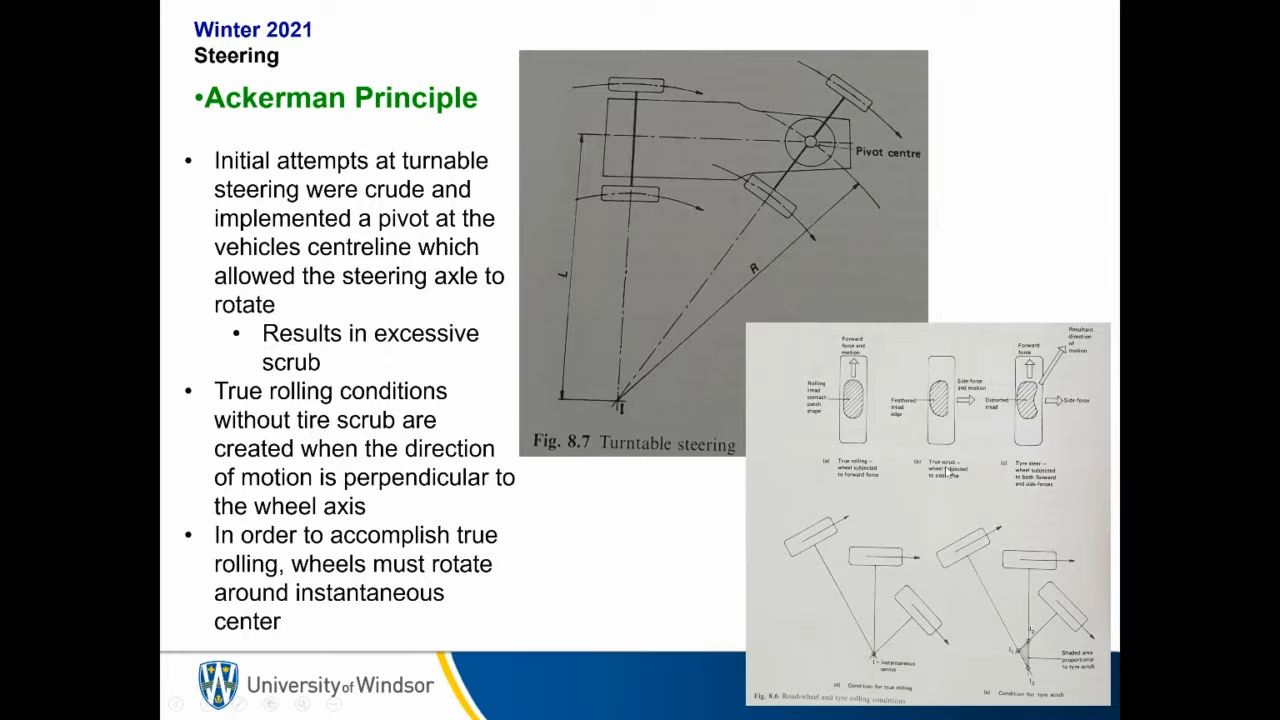 Winter 2021
Steering
•Ackerman Principle
• Initial attempts at turnable
steering were crude and
implemented a pivot at the
vehicles centreline which
allowed the steering axle to
rotate
• Results in excessive
scrub
• True rolling conditions
without tire scrub are
created when the direction
of motion is perpendicular to
the wheel axis
• In order to accomplish true
rolling, wheels must rotate
around instantaneous
center
Pivot centre
L
R
I
Fig. 8.7 Turntable steering
Forward
force and
motion
Rolling
tread
contact
patch
shape
(a) True rolling —
wheel subjected
to forward force
Side-force
and motion
Feathered
tread
edge
(b) True scrub —
wheel subjected
to
Resultant
direction
of
motion
Forward
force
Distorted
tread
Side-force
(c) Tyre steer —
wheel subjected
to both forward
and side-forces
I = Instantaneous
centre
(d) Condition for true rolling
I₂
I₁
I₃
Shaded area
proportional
to tyre scrub
(e) Condition for tyre scrub
Fig. 8.6 Road-wheel and tyre rolling conditions
University of Windsor